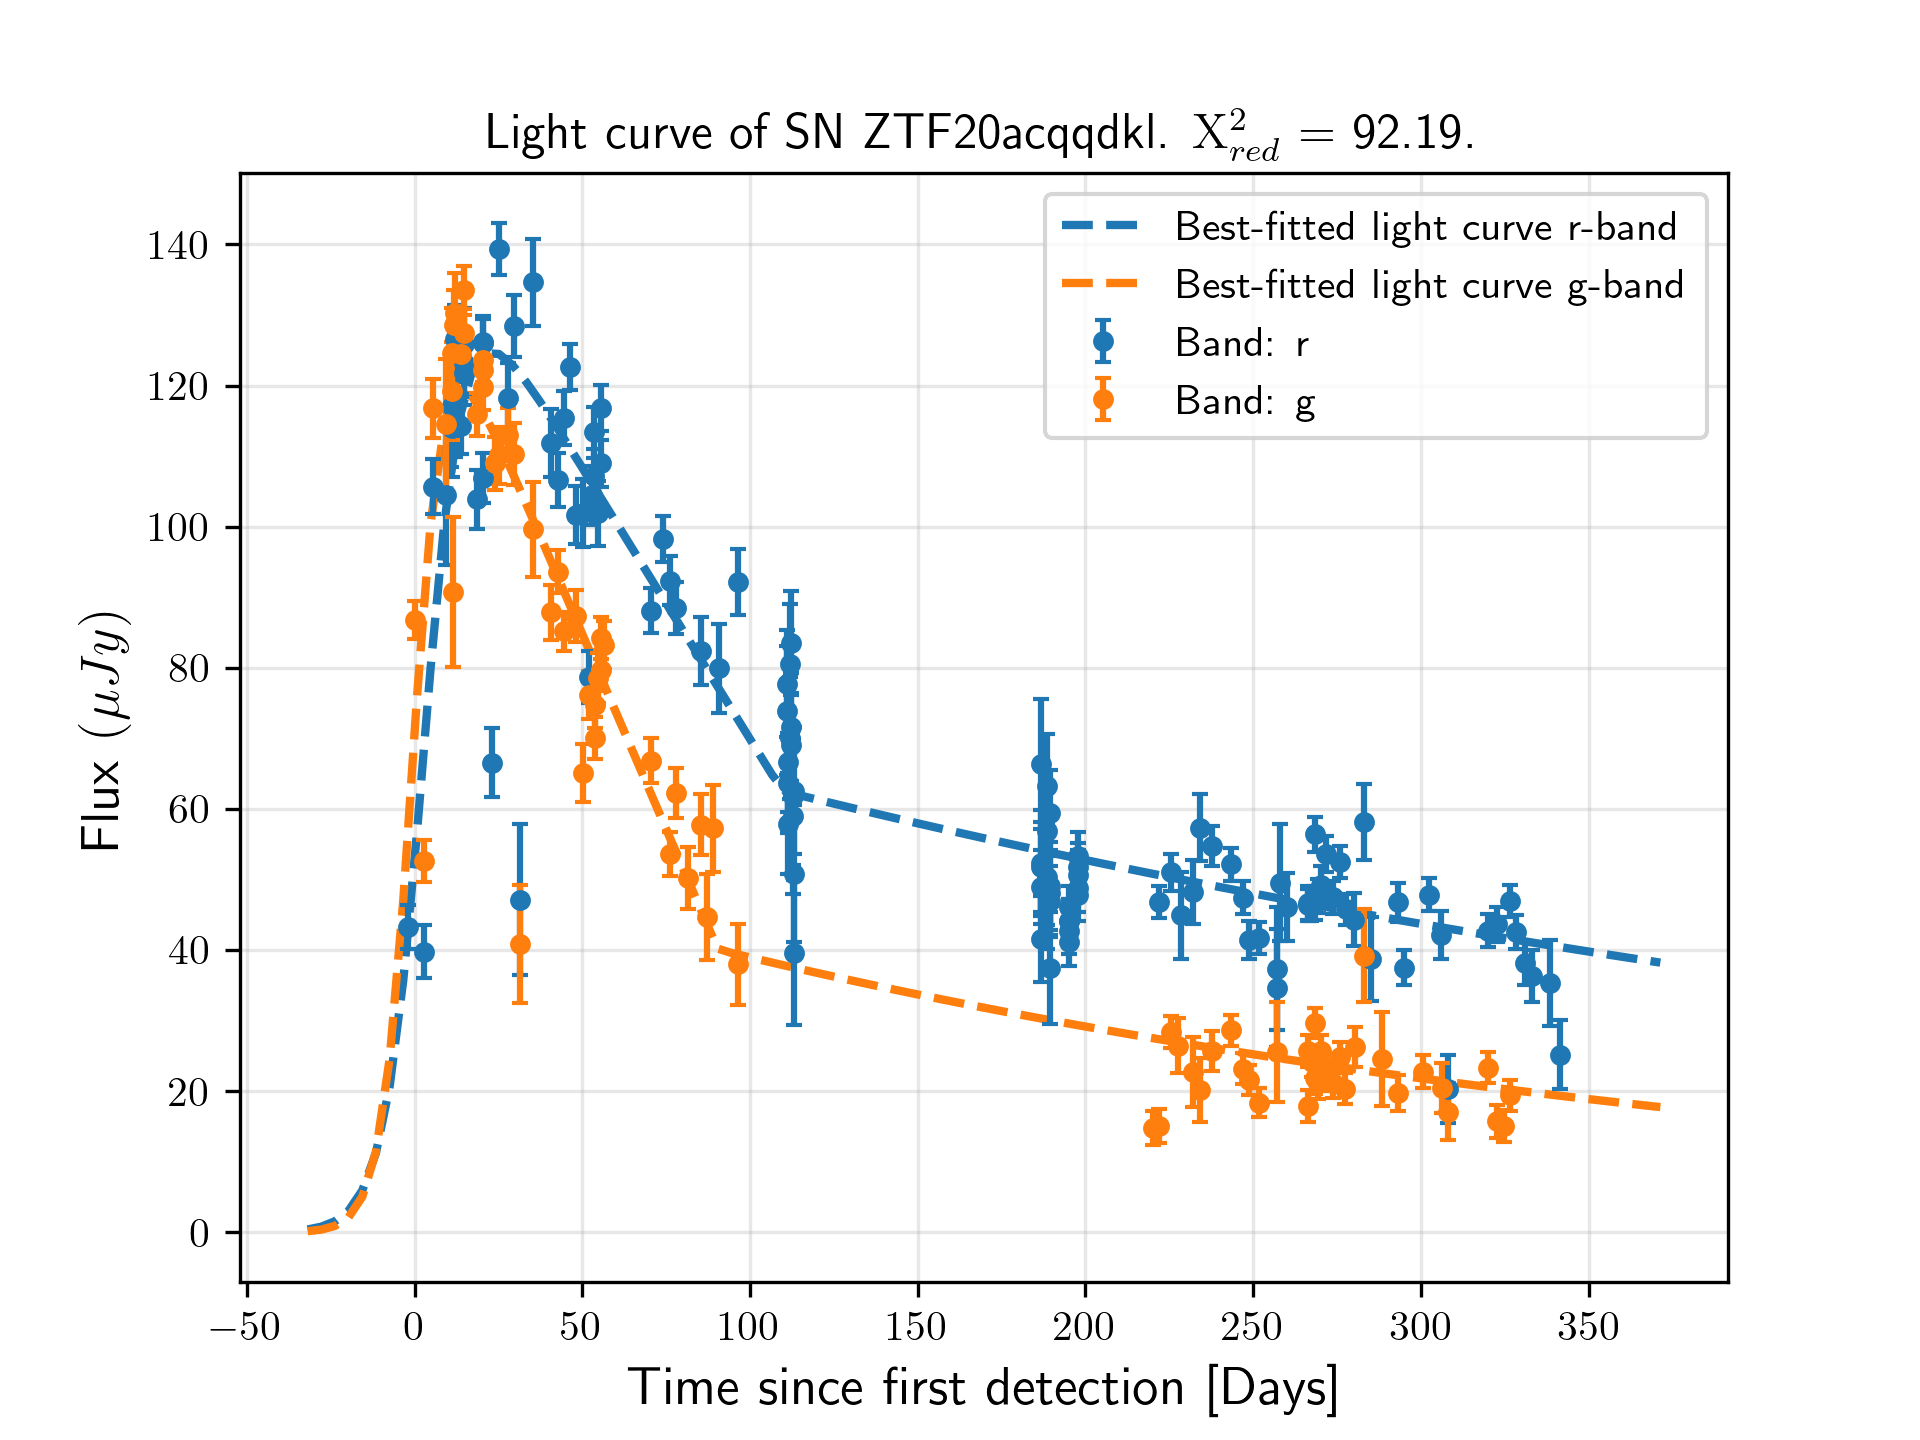 Light curve of SN ZTF20acqqdkl. X²_red = 92.19.
Best-fitted light curve r-band
Best-fitted light curve g-band
Band: r
Band: g
Flux (μJy)
140
120
100
80
60
40
20
0
−50 0 50 100 150 200 250 300 350
Time since first detection [Days]